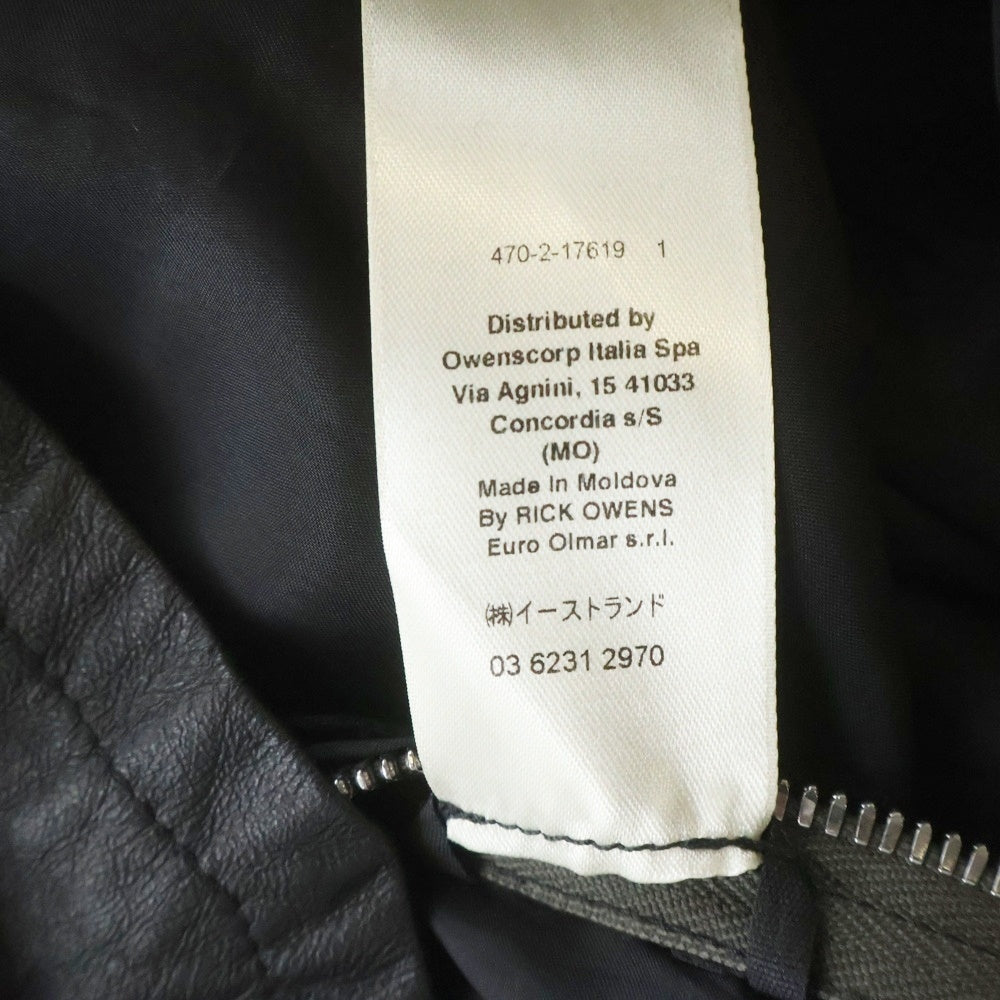 470-2-17619 1
Distributed by
Owenscorp Italia Spa
Via Agnini, 15 41033
Concordia s/S
(MO)
Made In Moldova
By RICK OWENS
Euro Olmar s.r.l.
㈱イーストランド
03 6231 2970